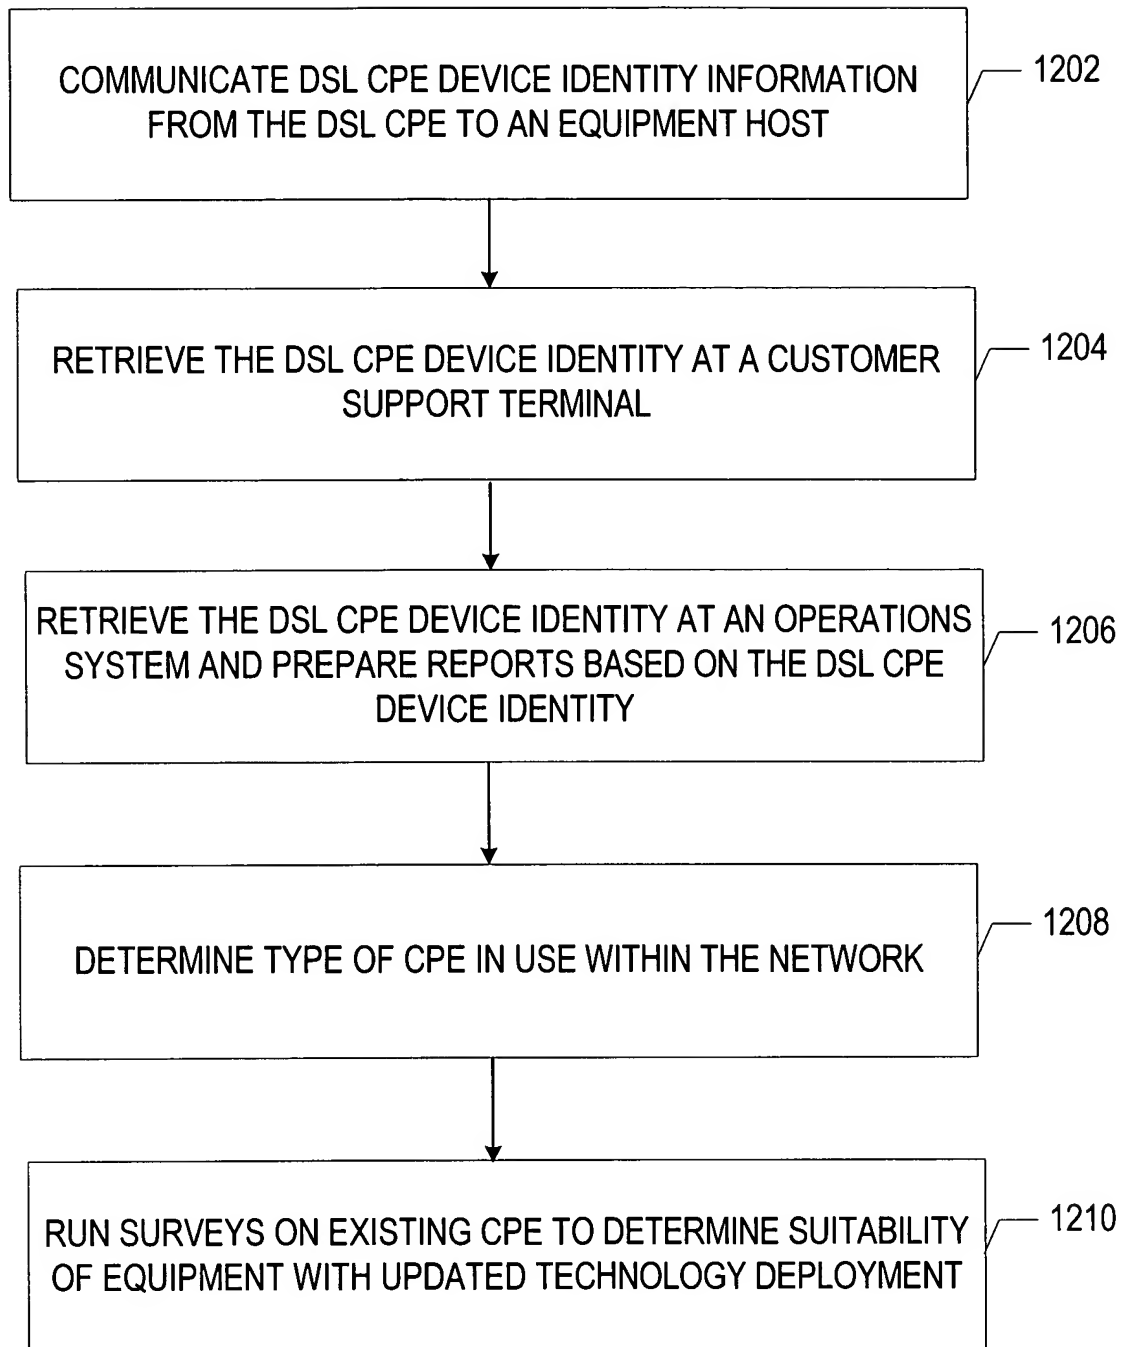 COMMUNICATE DSL CPE DEVICE IDENTITY INFORMATION
FROM THE DSL CPE TO AN EQUIPMENT HOST
1202
RETRIEVE THE DSL CPE DEVICE IDENTITY AT A CUSTOMER
SUPPORT TERMINAL
1204
RETRIEVE THE DSL CPE DEVICE IDENTITY AT AN OPERATIONS
SYSTEM AND PREPARE REPORTS BASED ON THE DSL CPE
DEVICE IDENTITY
1206
DETERMINE TYPE OF CPE IN USE WITHIN THE NETWORK
1208
RUN SURVEYS ON EXISTING CPE TO DETERMINE SUITABILITY
OF EQUIPMENT WITH UPDATED TECHNOLOGY DEPLOYMENT
1210